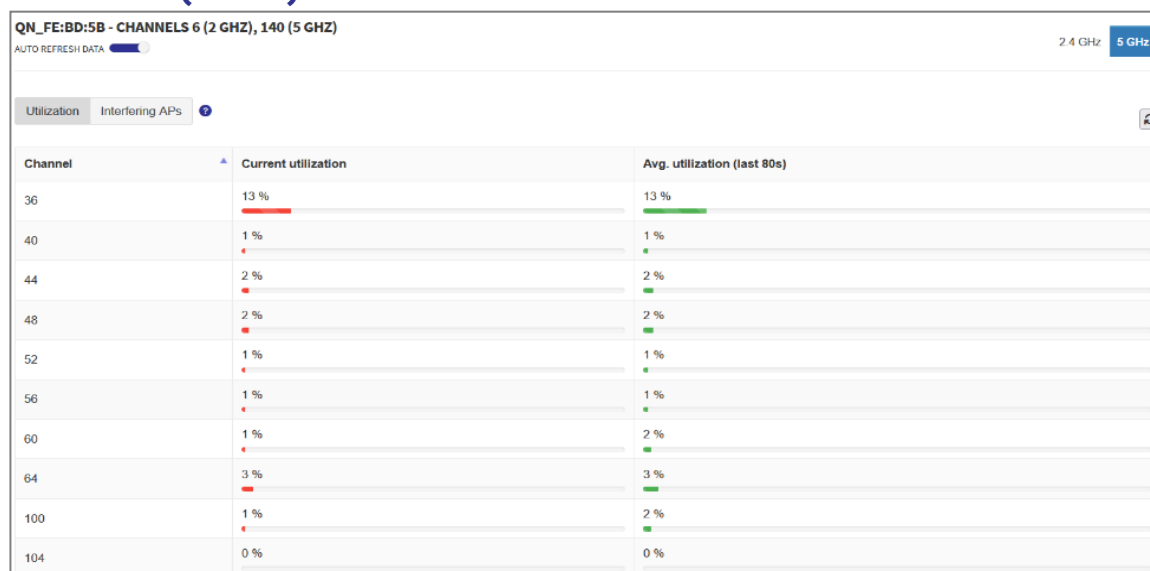 QN_FE:BD:5B - CHANNELS 6 (2 GHZ), 140 (5 GHZ)
AUTO REFRESH DATA
2.4 GHz 5 GHz
Utilization Interfering APs ?
Channel Current utilization Avg. utilization (last 80s)
36 13 % 13 %
40 1 % 1 %
44 2 % 2 %
48 2 % 2 %
52 1 % 1 %
56 1 % 1 %
60 1 % 2 %
64 3 % 3 %
100 1 % 2 %
104 0 % 0 %